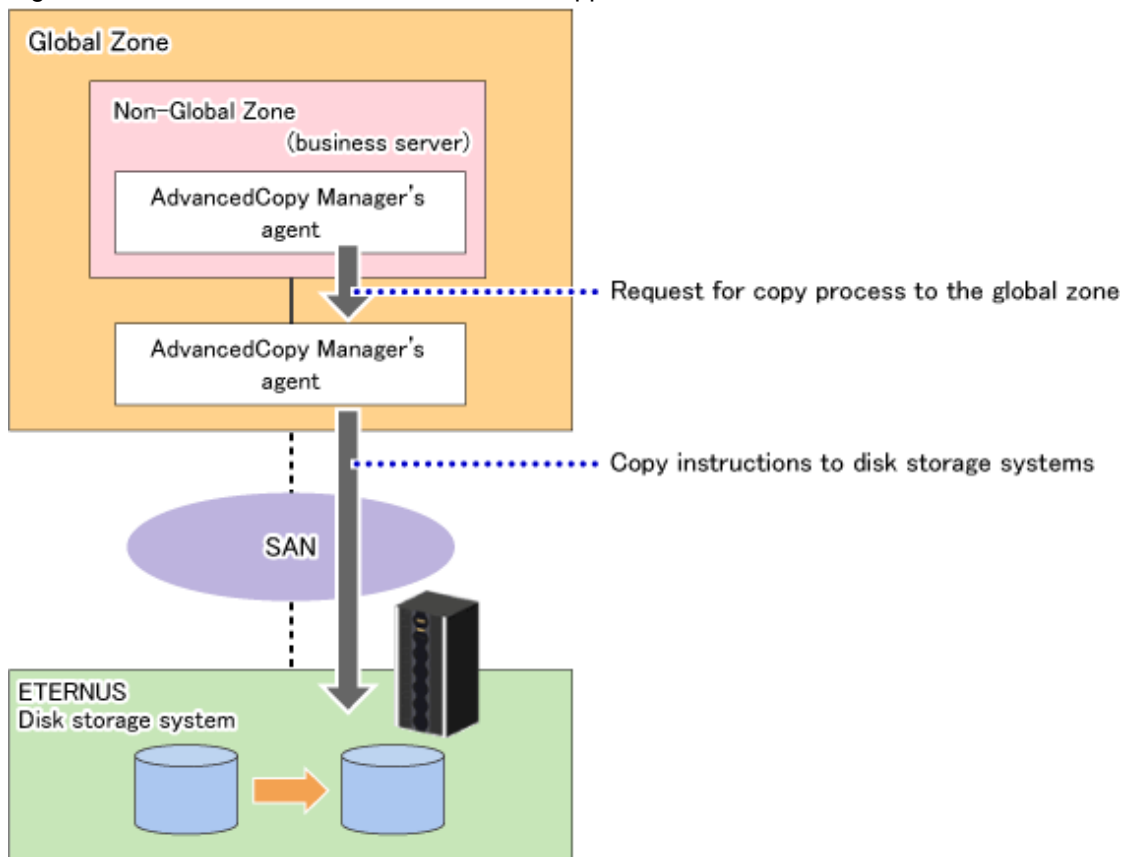 Global Zone
Non-Global Zone
(business server)
AdvancedCopy Manager's
agent
Request for copy process to the global zone
AdvancedCopy Manager's
agent
Copy instructions to disk storage systems
SAN
ETERNUS
Disk storage system